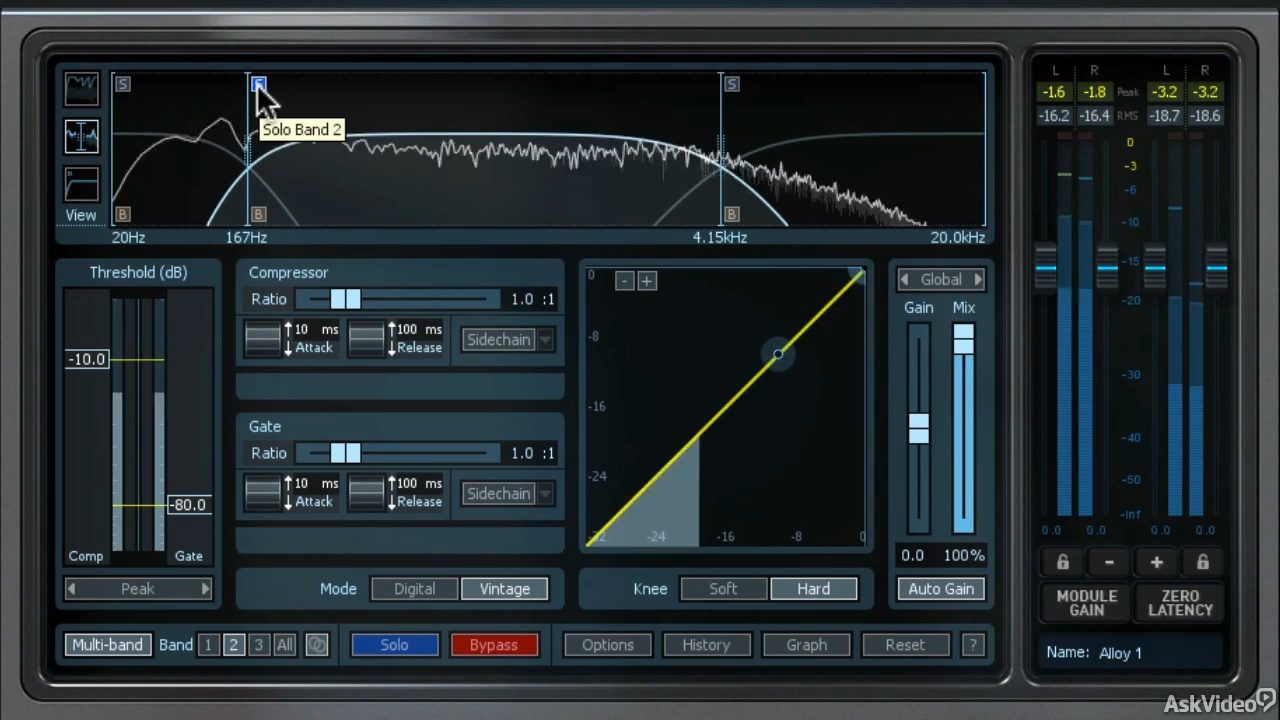 S S S
Solo Band 2
View
B B B
20Hz 167Hz 4.15kHz 20.0kHz
Threshold (dB)
-10.0
-80.0
Comp Gate
Peak
Compressor
Ratio 1.0 :1
10 ms 100 ms
Attack Release Sidechain
Gate
Ratio 1.0 :1
10 ms 100 ms
Attack Release Sidechain
Mode Digital Vintage
0 - +
-8
-16
-24
-32 -24 -16 -8 0
Knee Soft Hard
Global
Gain Mix
0.0 100%
Auto Gain
Multi-band Band 1 2 3 All Solo Bypass Options History Graph Reset ?
L R L R
-1.6 -1.8 Peak -3.2 -3.2
-16.2 -16.4 RMS -18.7 -18.6
0
-3
-6
-10
-15
-20
-30
-40
-50
-Inf
0.0 0.0 0.0 0.0
- +
MODULE GAIN
ZERO LATENCY
Name: Alloy 1
AskVideo